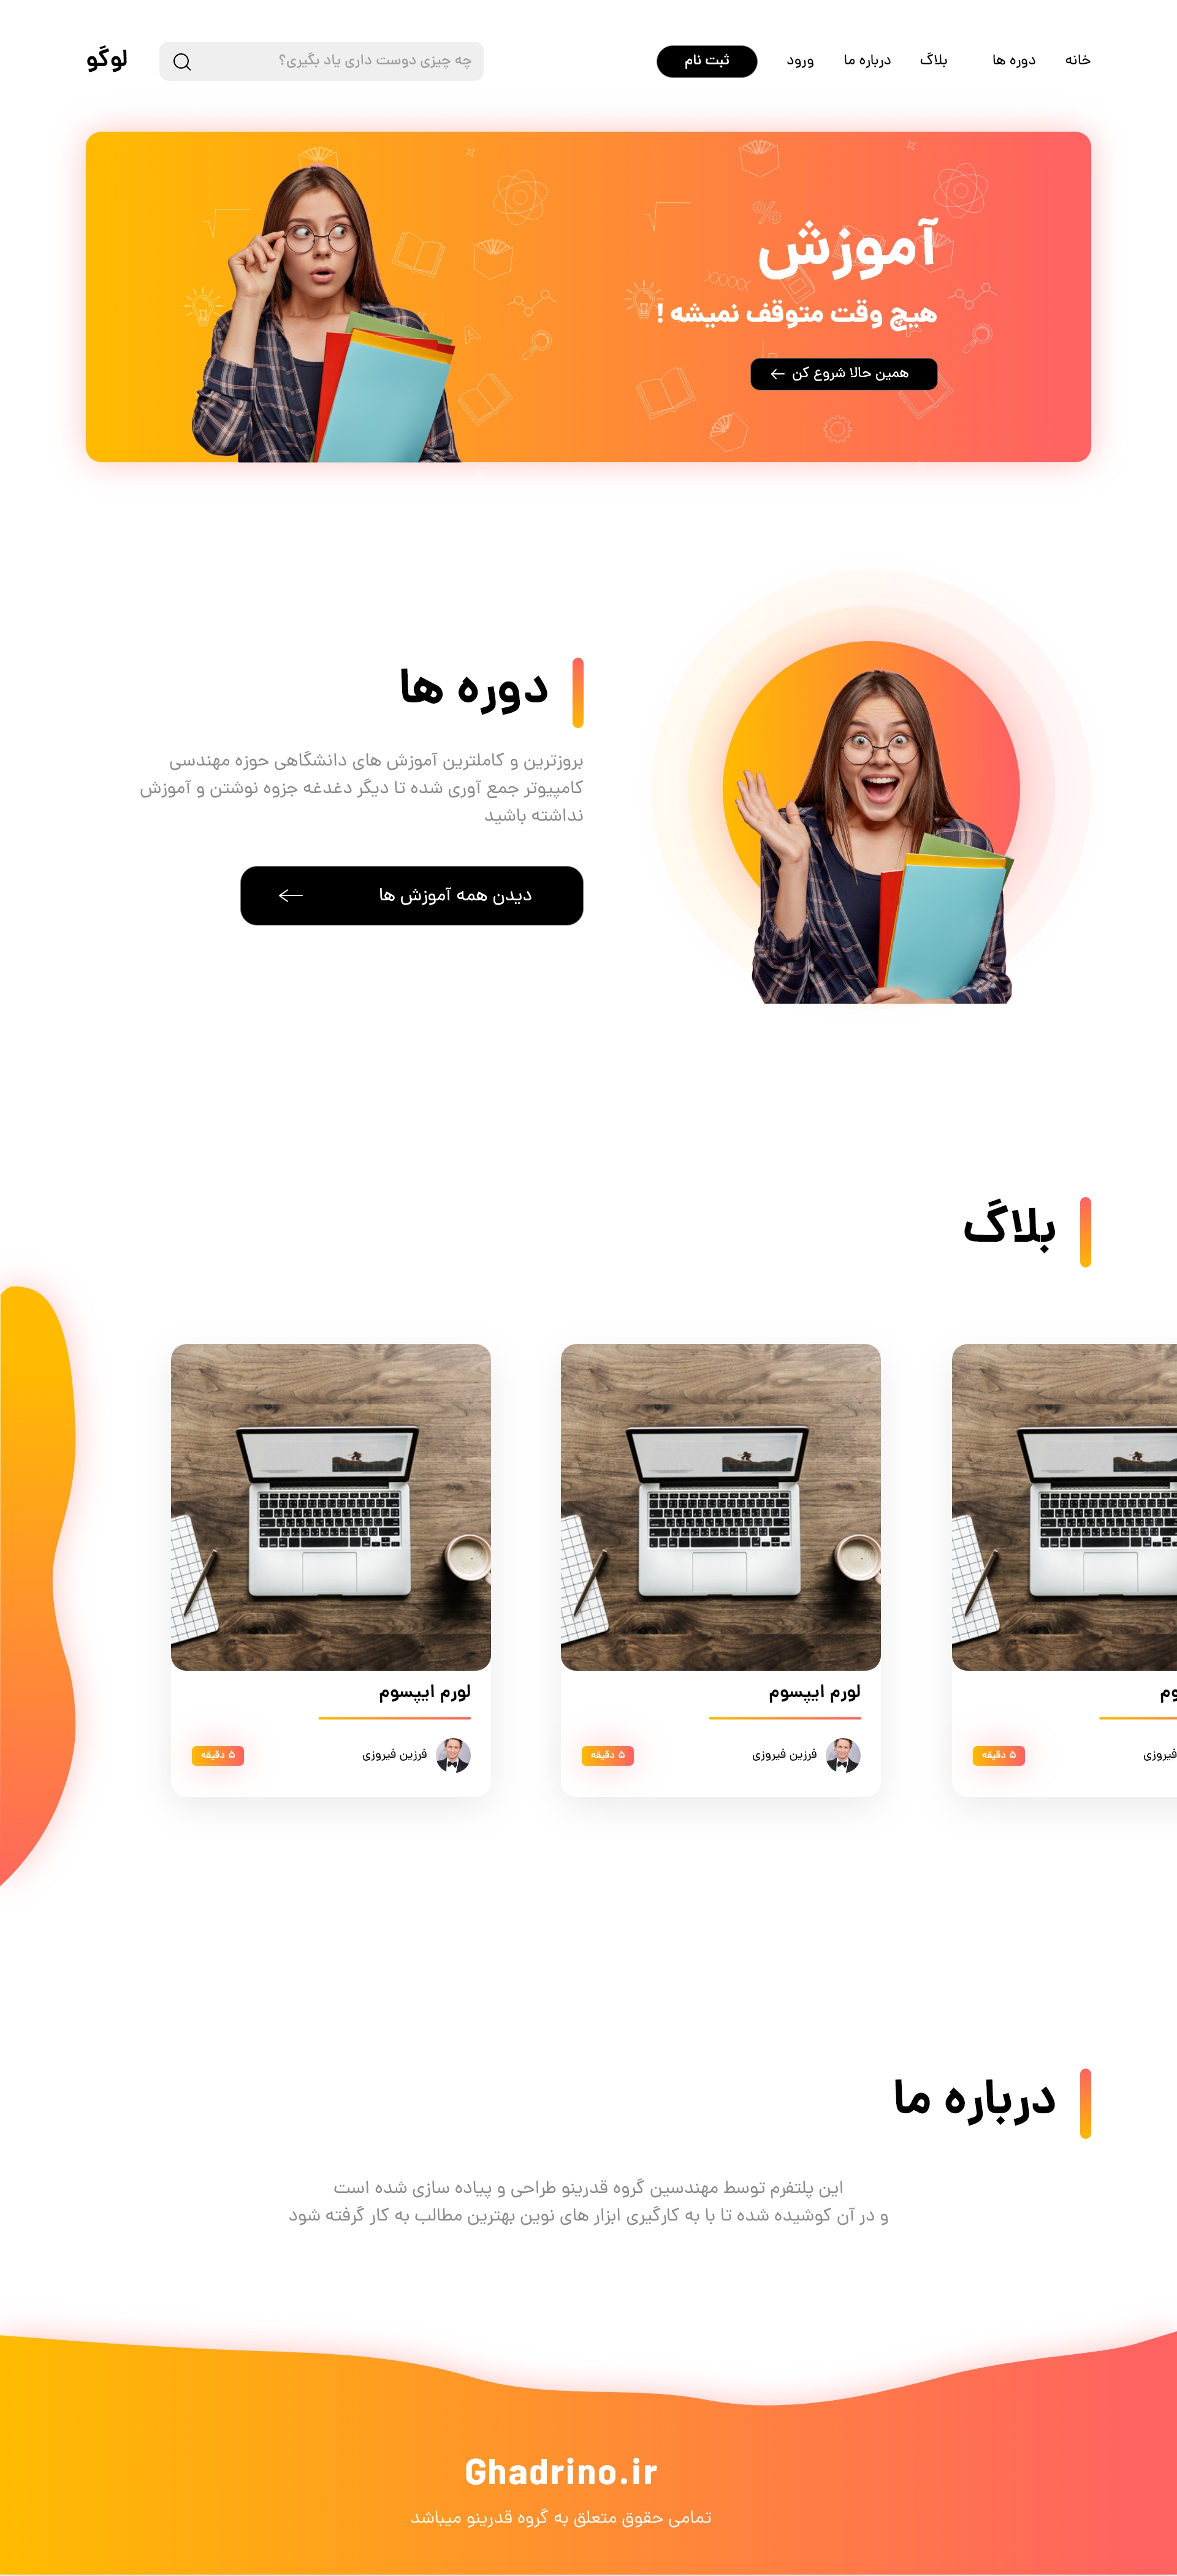 خانه
دوره ها
بلاگ
درباره ما
ورود
ثبت نام
چه چیزی دوست داری یاد بگیری؟
لوگو
آموزش
هیچ وقت متوقف نمیشه !
همین حالا شروع کن
دوره ها
بروزترین و کاملترین آموزش های دانشگاهی حوزه مهندسی
کامپیوتر جمع آوری شده تا دیگر دغدغه جزوه نوشتن و آموزش
نداشته باشید
دیدن همه آموزش ها
بلاگ
فیروزی
۵ دقیقه
لورم ایپسوم
فرزین فیروزی
۵ دقیقه
لورم ایپسوم
فرزین فیروزی
۵ دقیقه
درباره ما
این پلتفرم توسط مهندسین گروه قدرینو طراحی و پیاده سازی شده است
و در آن کوشیده شده تا با به کارگیری ابزار های نوین بهترین مطالب به کار گرفته شود
Ghadrino.ir
تمامی حقوق متعلق به گروه قدرینو میباشد